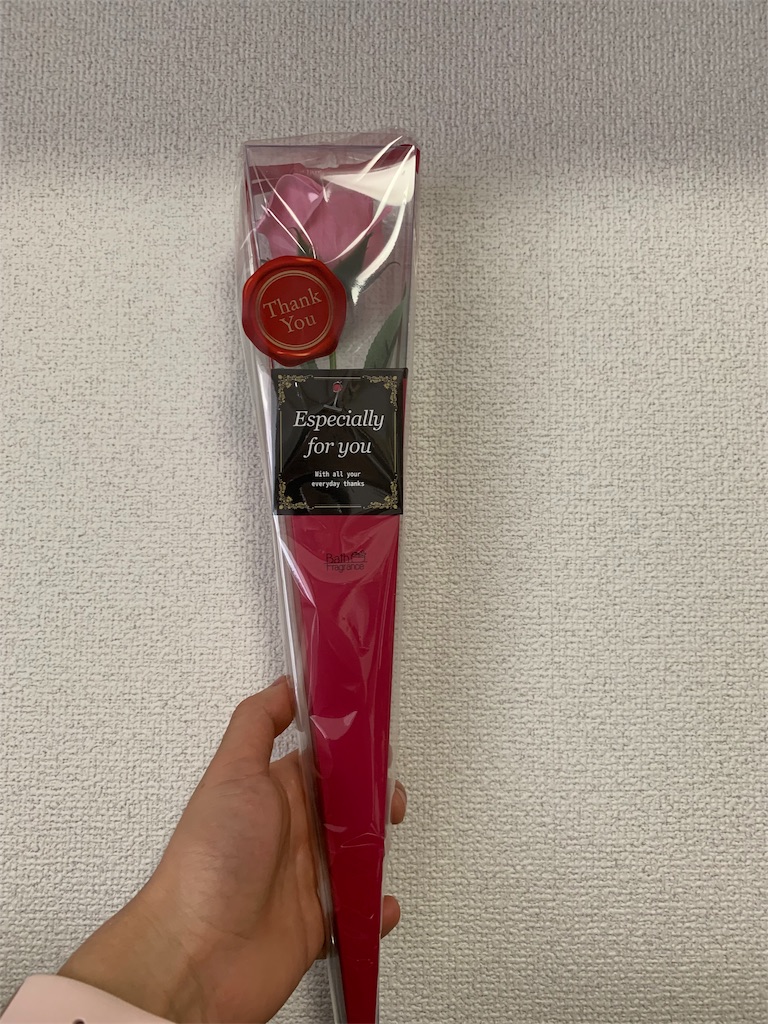 Thank
You
Especially
for you
With all your
everyday thanks
Bath
Fragrance